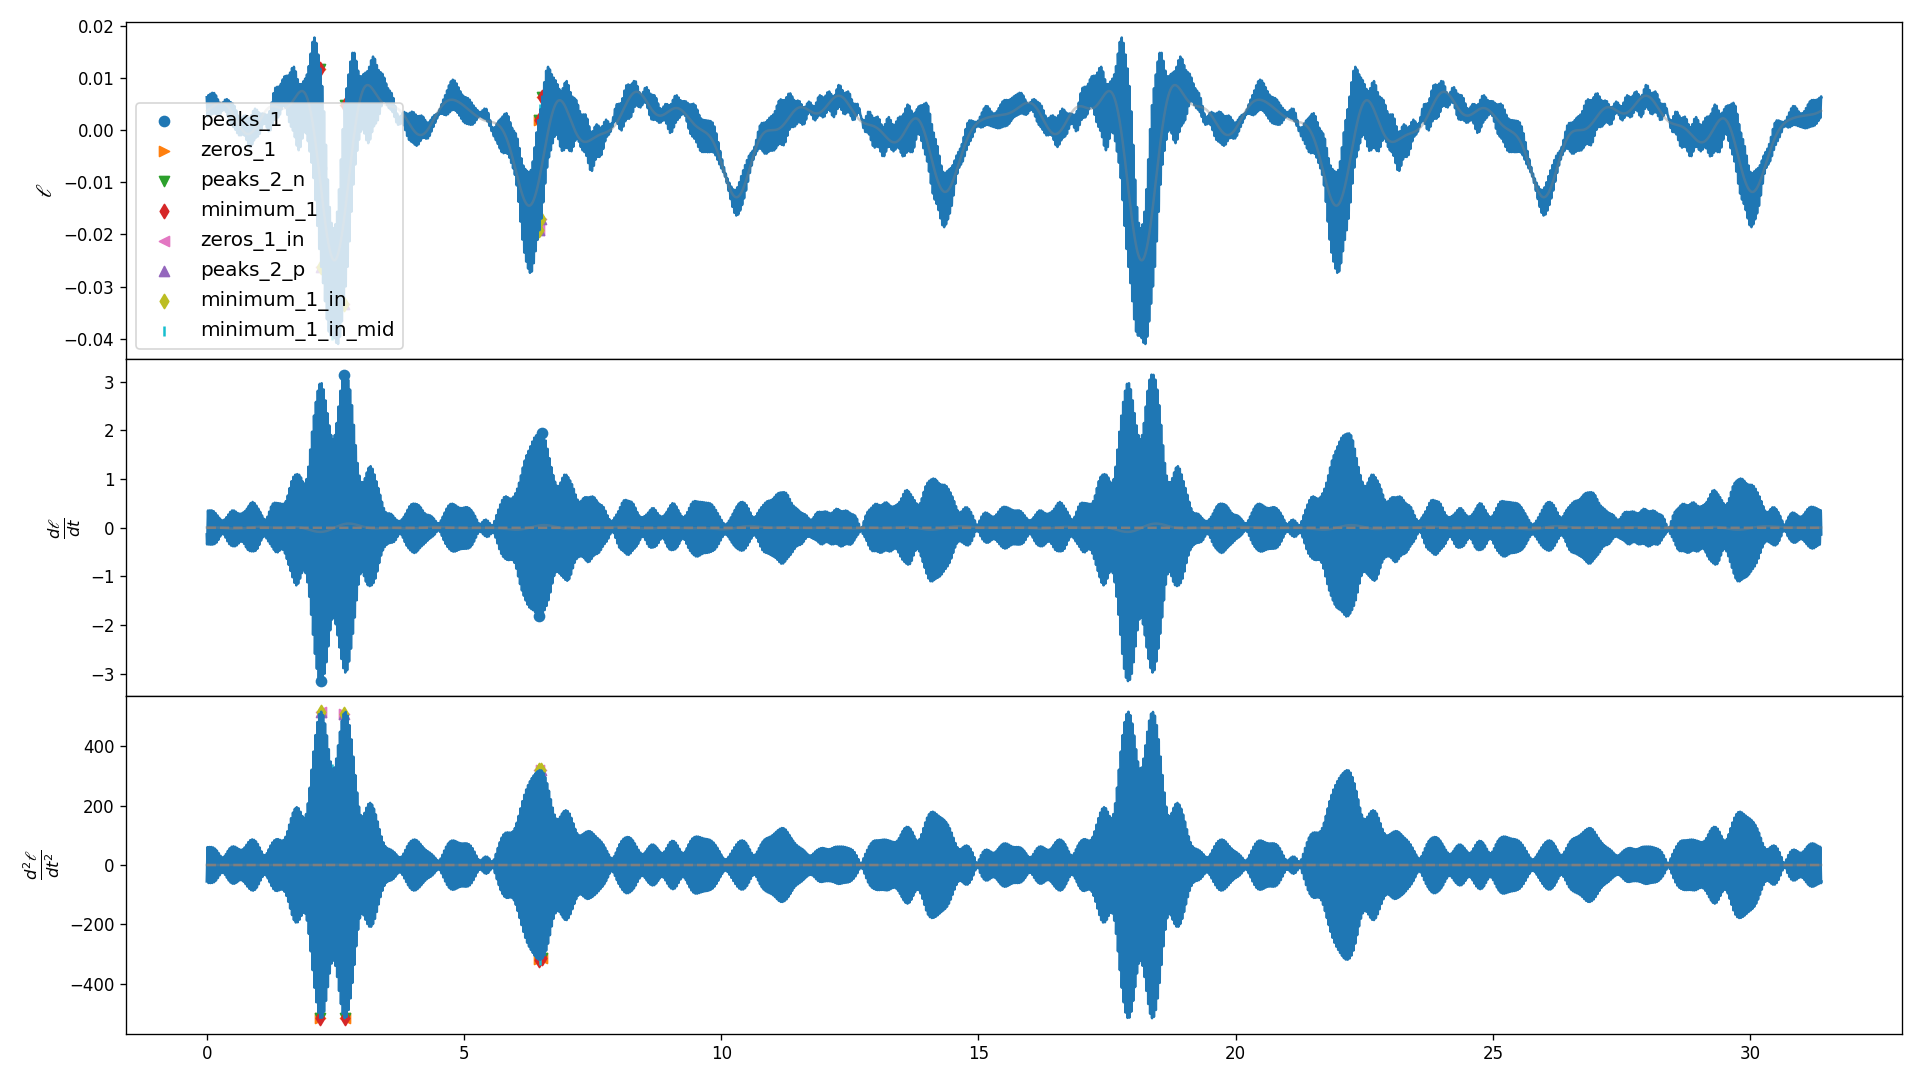 0.02
0.01
0.00
−0.01
−0.02
−0.03
−0.04
ℓ
peaks_1
zeros_1
peaks_2_n
minimum_1
zeros_1_in
peaks_2_p
minimum_1_in
minimum_1_in_mid
3
2
1
0
−1
−2
−3
dℓ
dt
400
200
0
−200
−400
d²ℓ
dt²
0 5 10 15 20 25 30